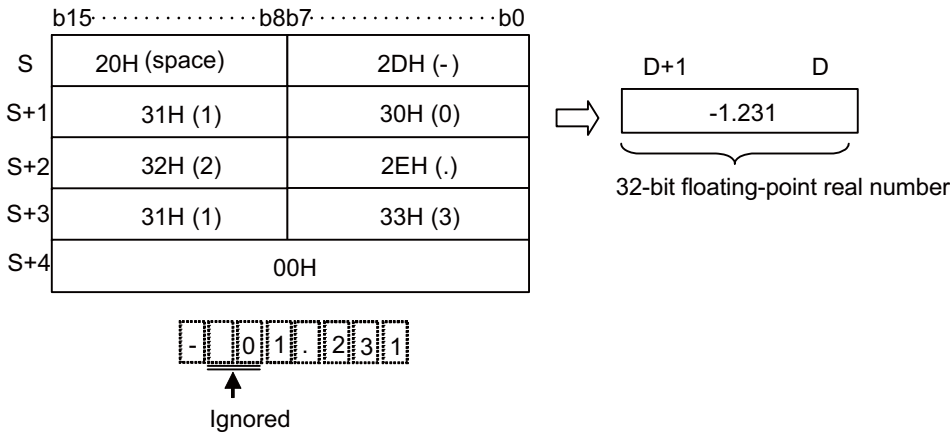 b15···············b8b7··················b0
S 20H (space) 2DH (-)
S+1 31H (1) 30H (0)
S+2 32H (2) 2EH (.)
S+3 31H (1) 33H (3)
S+4 00H
D+1 D
-1.231
32-bit floating-point real number
- 0 1 . 2 3 1
Ignored